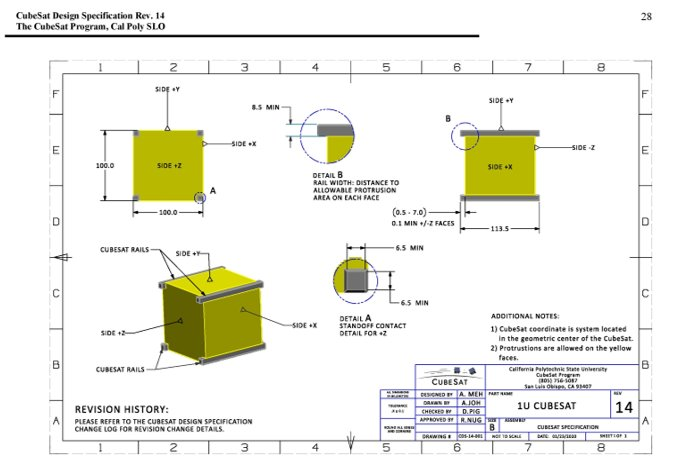 CubeSat Design Specification Rev. 14
28
The CubeSat Program, Cal Poly SLO
1 2 3 4 5 6 7 8
F
F
SIDE +Y
8.5 MIN
SIDE +Y
B
E
E
SIDE +X
SIDE -Z
100.0
SIDE +Z
SIDE +X
DETAIL B
RAIL WIDTH: DISTANCE TO
ALLOWABLE PROTRUSION
AREA ON EACH FACE
A
100.0
(0.5 - 7.0)
0.1 MIN +/-Z FACES
113.5
D
D
CUBESAT RAILS
SIDE +Y
6.5 MIN
C
C
6.5 MIN
SIDE +Z
SIDE +X
DETAIL A
STANDOFF CONTACT
DETAIL FOR +Z
ADDITIONAL NOTES:
1) CubeSat coordinate is system located
in the geometric center of the CubeSat.
2) Protrustions are allowed on the yellow
faces.
B
B
CUBESAT RAILS
CUBESAT
California Polytechnic State University
CubeSat Program
(805) 756-5087
San Luis Obispo, CA 93407
DESIGNED BY A. MEH
PART NAME
REV
DRAWN BY A.JOH
1U CUBESAT
14
TOLERANCE
CHECKED BY D.PIG
APPROVED BY R.NUG
SIZE
ASSEMBLY
B
CUBESAT SPECIFICATION
DRAWING # CDS-14-001
NOT TO SCALE
SHEET 1 OF 1
A
A
REVISION HISTORY:
PLEASE REFER TO THE CUBESAT DESIGN SPECIFICATION
CHANGE LOG FOR REVISION CHANGE DETAILS.
1 2 3 4 5 6 7 8